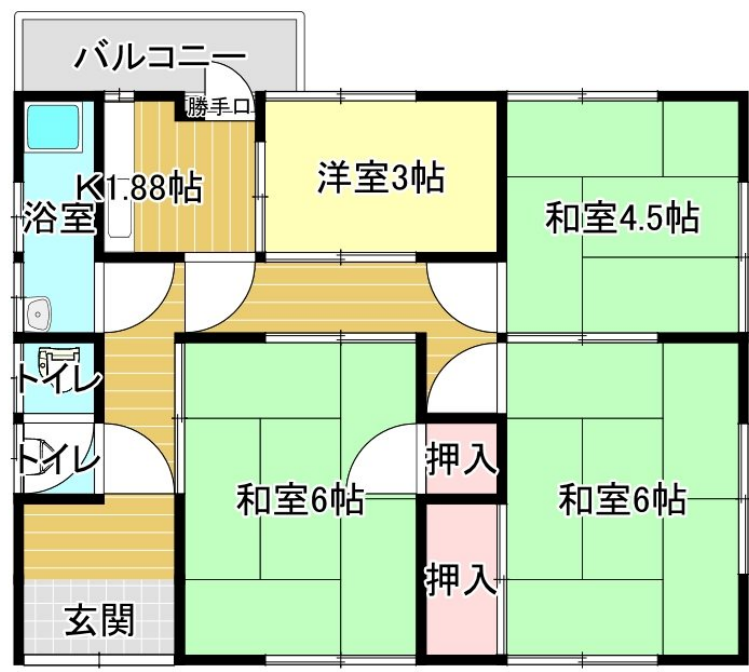 バルコニー
勝手口
K1.88帖
洋室3帖
和室4.5帖
浴室
トイレ
トイレ
和室6帖
押入
和室6帖
押入
玄関